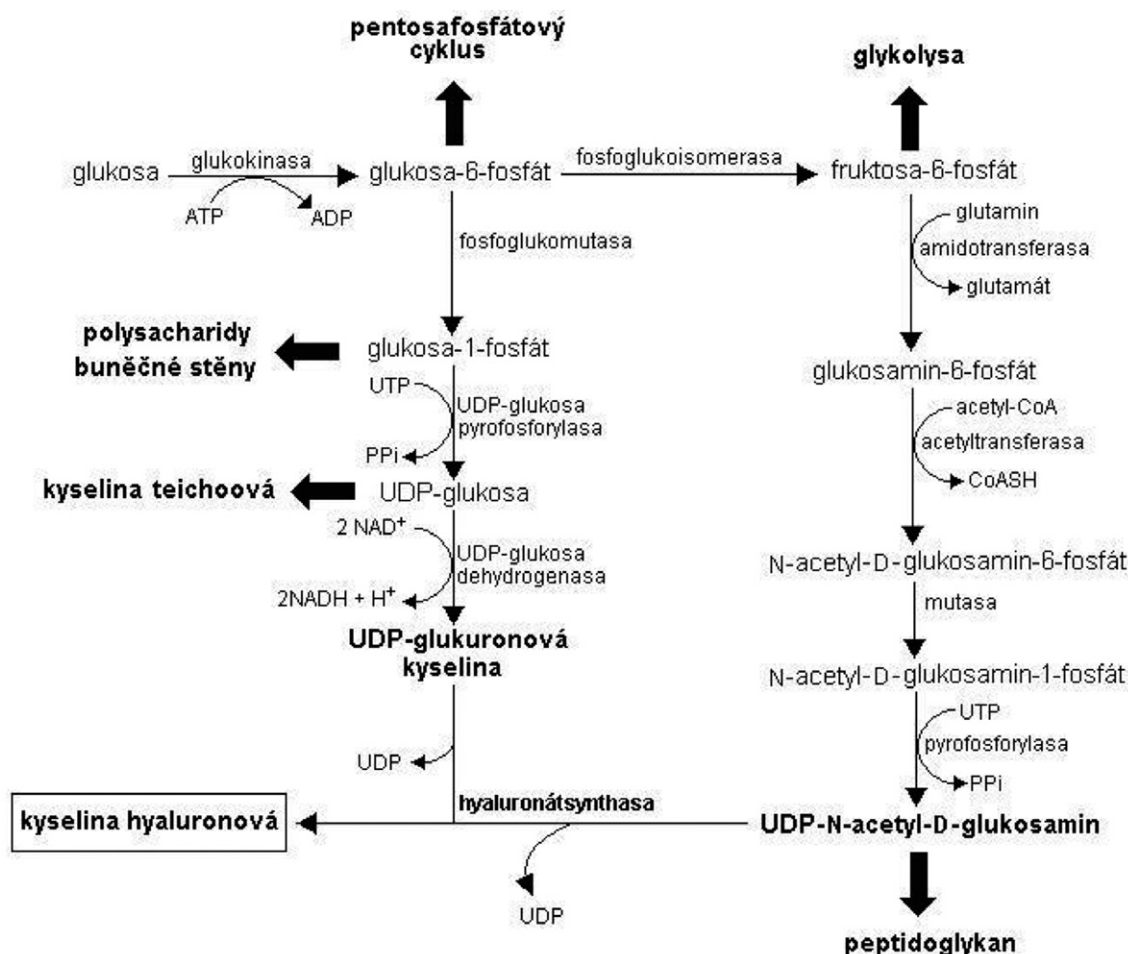 pentosafosfátový
cyklus
glykolysa
glukosa
glukokinasa
glukosa-6-fosfát
fosfoglukoisomerasa
fruktosa-6-fosfát
ATP
ADP
glutamin
fosfoglukomutasa
amidotransferasa
glutamát
polysacharidy
buněčné stěny
glukosa-1-fosfát
glukosamin-6-fosfát
UTP
UDP-glukosa
pyrofosforylasa
acetyl-CoA
acetyltransferasa
PPi
CoASH
kyselina teichoová
UDP-glukosa
2 NAD+
UDP-glukosa
dehydrogenasa
N-acetyl-D-glukosamin-6-fosfát
2NADH + H+
mutasa
UDP-glukuronová
kyselina
N-acetyl-D-glukosamin-1-fosfát
UTP
pyrofosforylasa
UDP
PPi
hyaluronátsynthasa
kyselina hyaluronová
UDP-N-acetyl-D-glukosamin
UDP
peptidoglykan